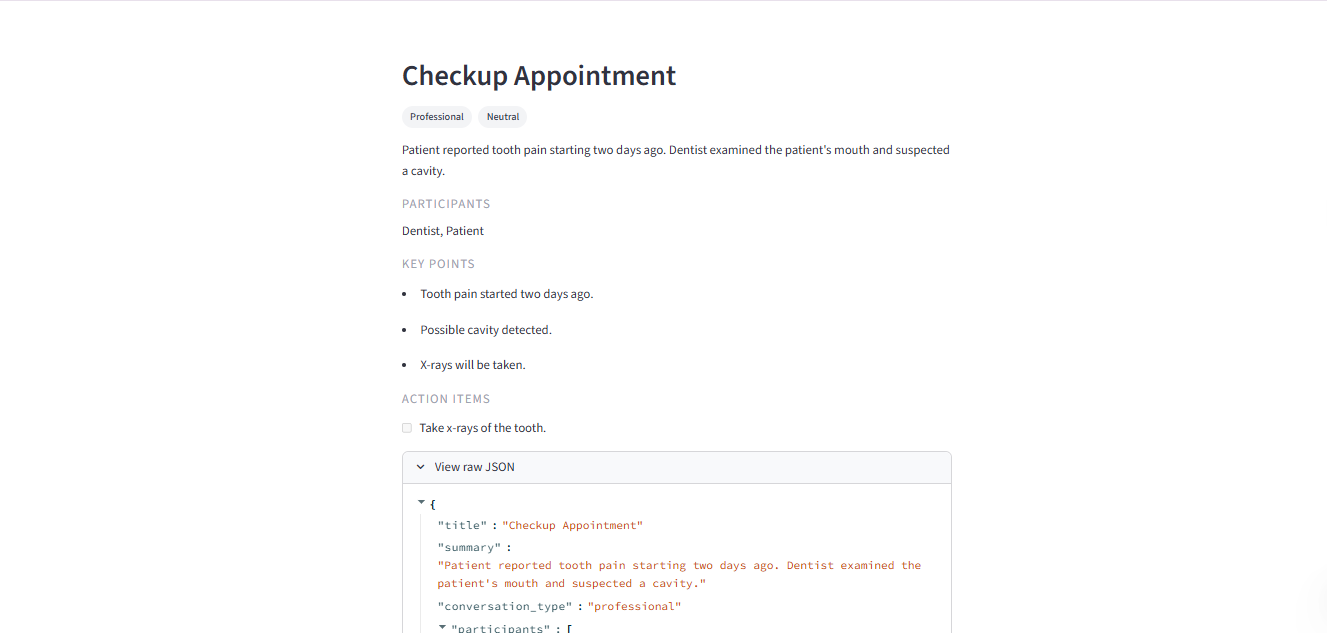 Checkup Appointment
Professional Neutral
Patient reported tooth pain starting two days ago. Dentist examined the patient's mouth and suspected
a cavity.
PARTICIPANTS
Dentist, Patient
KEY POINTS
• Tooth pain started two days ago.
• Possible cavity detected.
• X-rays will be taken.
ACTION ITEMS
Take x-rays of the tooth.
View raw JSON
{
"title" : "Checkup Appointment"
"summary" :
"Patient reported tooth pain starting two days ago. Dentist examined the
patient's mouth and suspected a cavity."
"conversation_type" : "professional"
"participants" : [